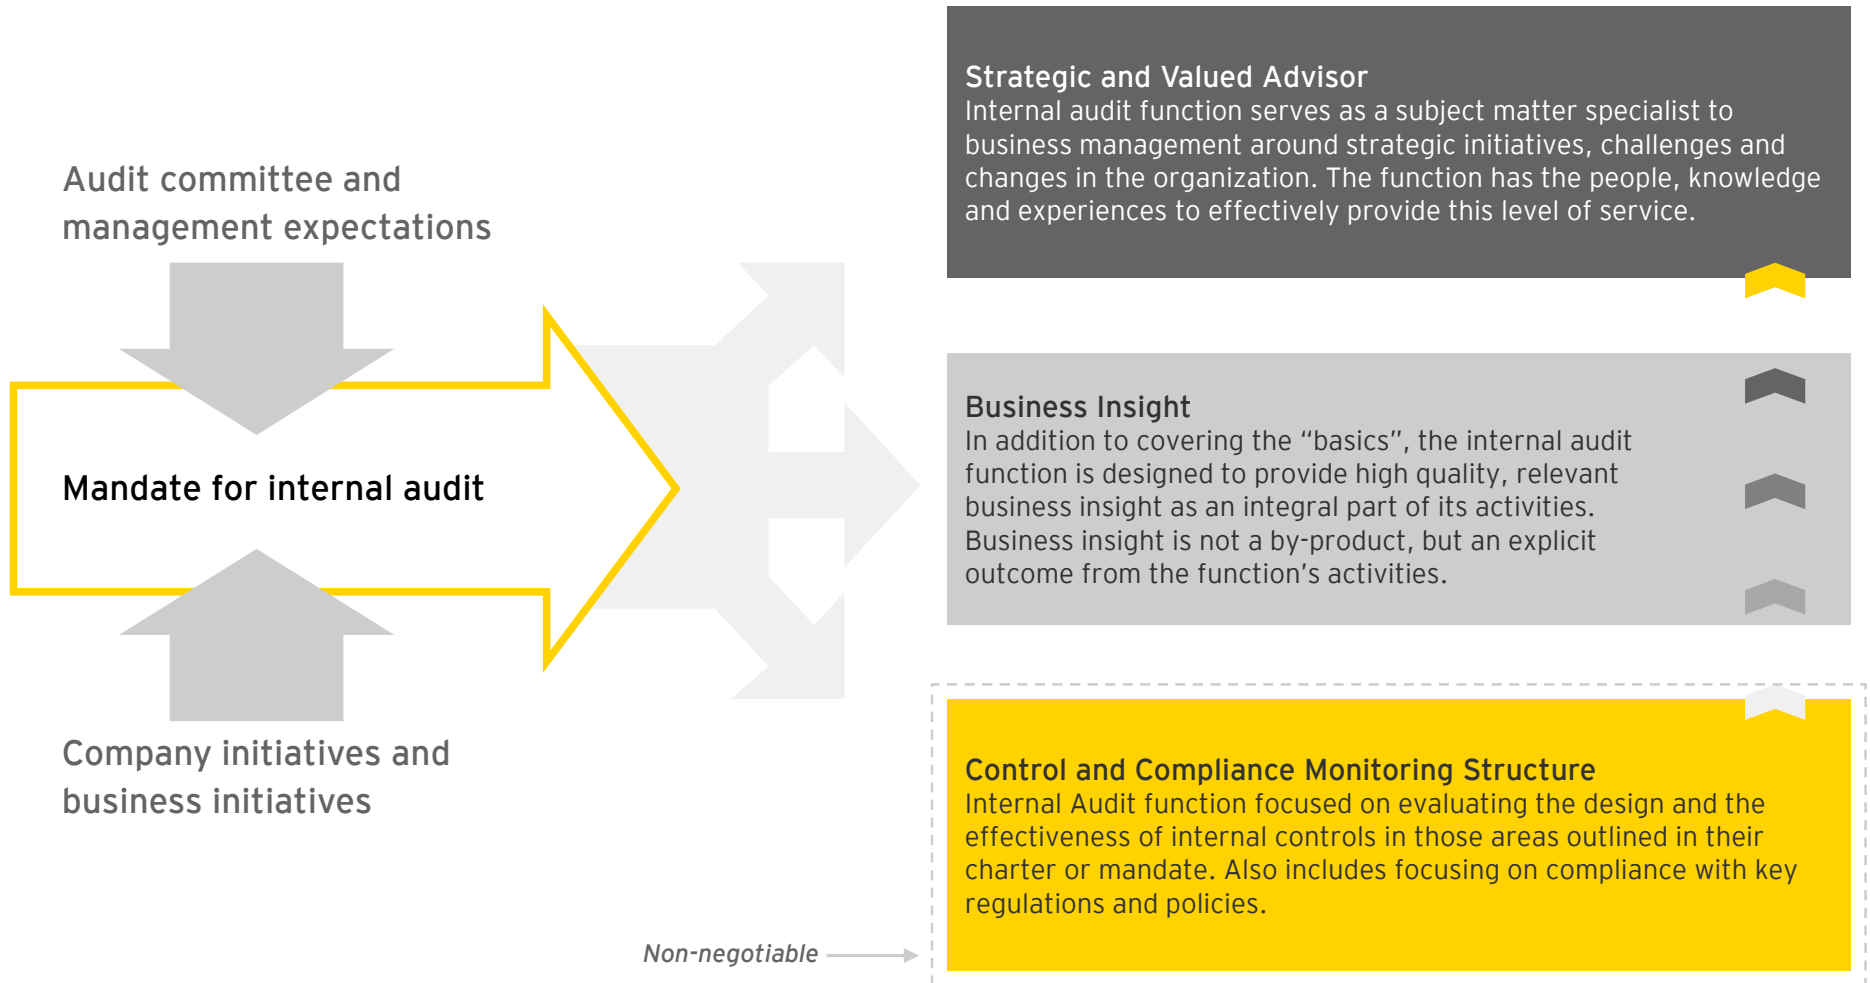 Audit committee and
management expectations
Mandate for internal audit
Company initiatives and
business initiatives
Strategic and Valued Advisor
Internal audit function serves as a subject matter specialist to
business management around strategic initiatives, challenges and
changes in the organization. The function has the people, knowledge
and experiences to effectively provide this level of service.
Business Insight
In addition to covering the “basics”, the internal audit
function is designed to provide high quality, relevant
business insight as an integral part of its activities.
Business insight is not a by-product, but an explicit
outcome from the function’s activities.
Control and Compliance Monitoring Structure
Internal Audit function focused on evaluating the design and the
effectiveness of internal controls in those areas outlined in their
charter or mandate. Also includes focusing on compliance with key
regulations and policies.
Non-negotiable